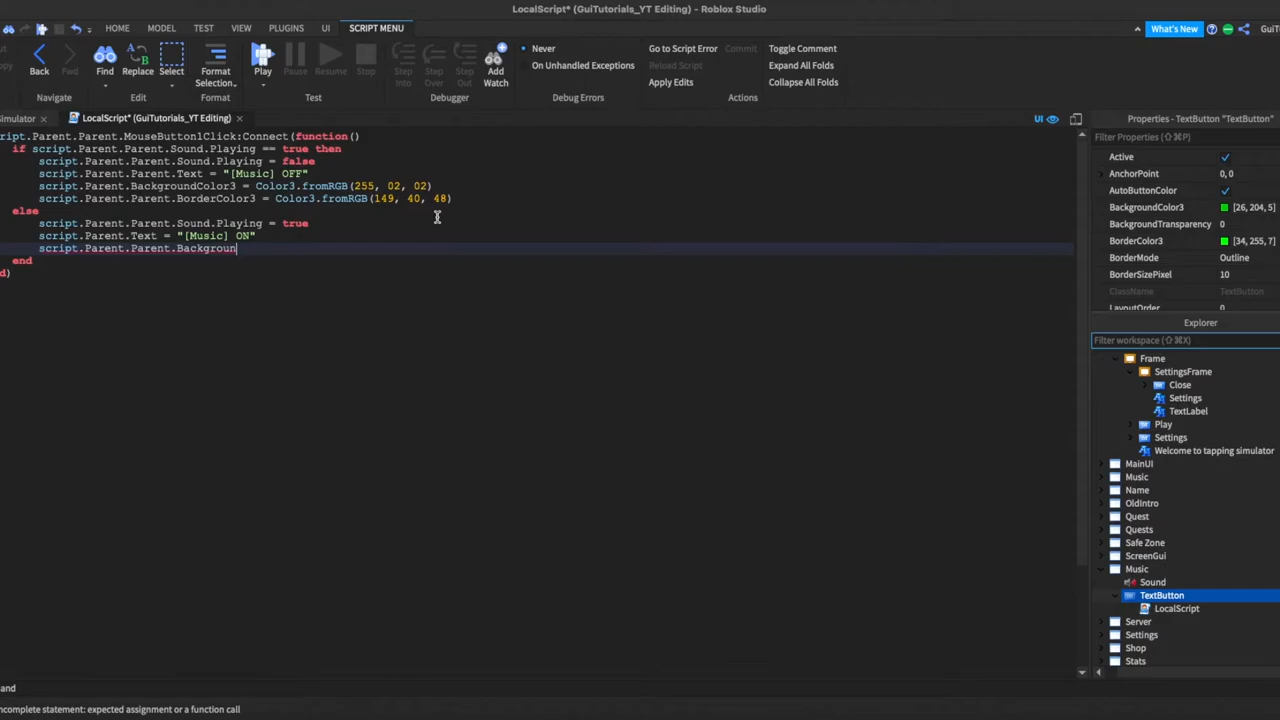 LocalScript* (GuiTutorials_YT Editing) - Roblox Studio
HOME MODEL TEST VIEW PLUGINS UI SCRIPT MENU What's New GuiT
Back Fwd Find Replace Select Format Selection Play Pause Resume Stop Step Into Step Over Step Out Add Watch
Never Go to Script Error Commit Toggle Comment
On Unhandled Exceptions Reload Script Expand All Folds
Apply Edits Collapse All Folds
opy
Navigate Edit Format Test Debugger Debug Errors Actions
Simulator × LocalScript* (GuiTutorials_YT Editing) × UI
Properties - TextButton "TextButton"
Filter Properties (⇧⌘P)
Active
AnchorPoint 0, 0
AutoButtonColor
BackgroundColor3 [26, 204, 5]
BackgroundTransparency 0
BorderColor3 [34, 255, 7]
BorderMode Outline
BorderSizePixel 10
ClassName TextButton
LayoutOrder 0
cript.Parent.Parent.MouseButton1Click:Connect(function()
if script.Parent.Parent.Sound.Playing == true then
script.Parent.Parent.Sound.Playing = false
script.Parent.Parent.Text = "[Music] OFF"
script.Parent.BackgroundColor3 = Color3.fromRGB(255, 02, 02)
script.Parent.BorderColor3 = Color3.fromRGB(149, 40, 48)
else
script.Parent.Parent.Sound.Playing = true
script.Parent.Text = "[Music] ON"
script.Parent.Parent.Backgroun
end
d)
Explorer
Filter workspace (⇧⌘X)
Frame
SettingsFrame
Close
Settings
TextLabel
Play
Settings
Welcome to tapping simulator
MainUI
Music
Name
OldIntro
Quest
Quests
Safe Zone
ScreenGui
Music
Sound
TextButton
LocalScript
Server
Settings
Shop
Stats
and
ncomplete statement: expected assignment or a function call